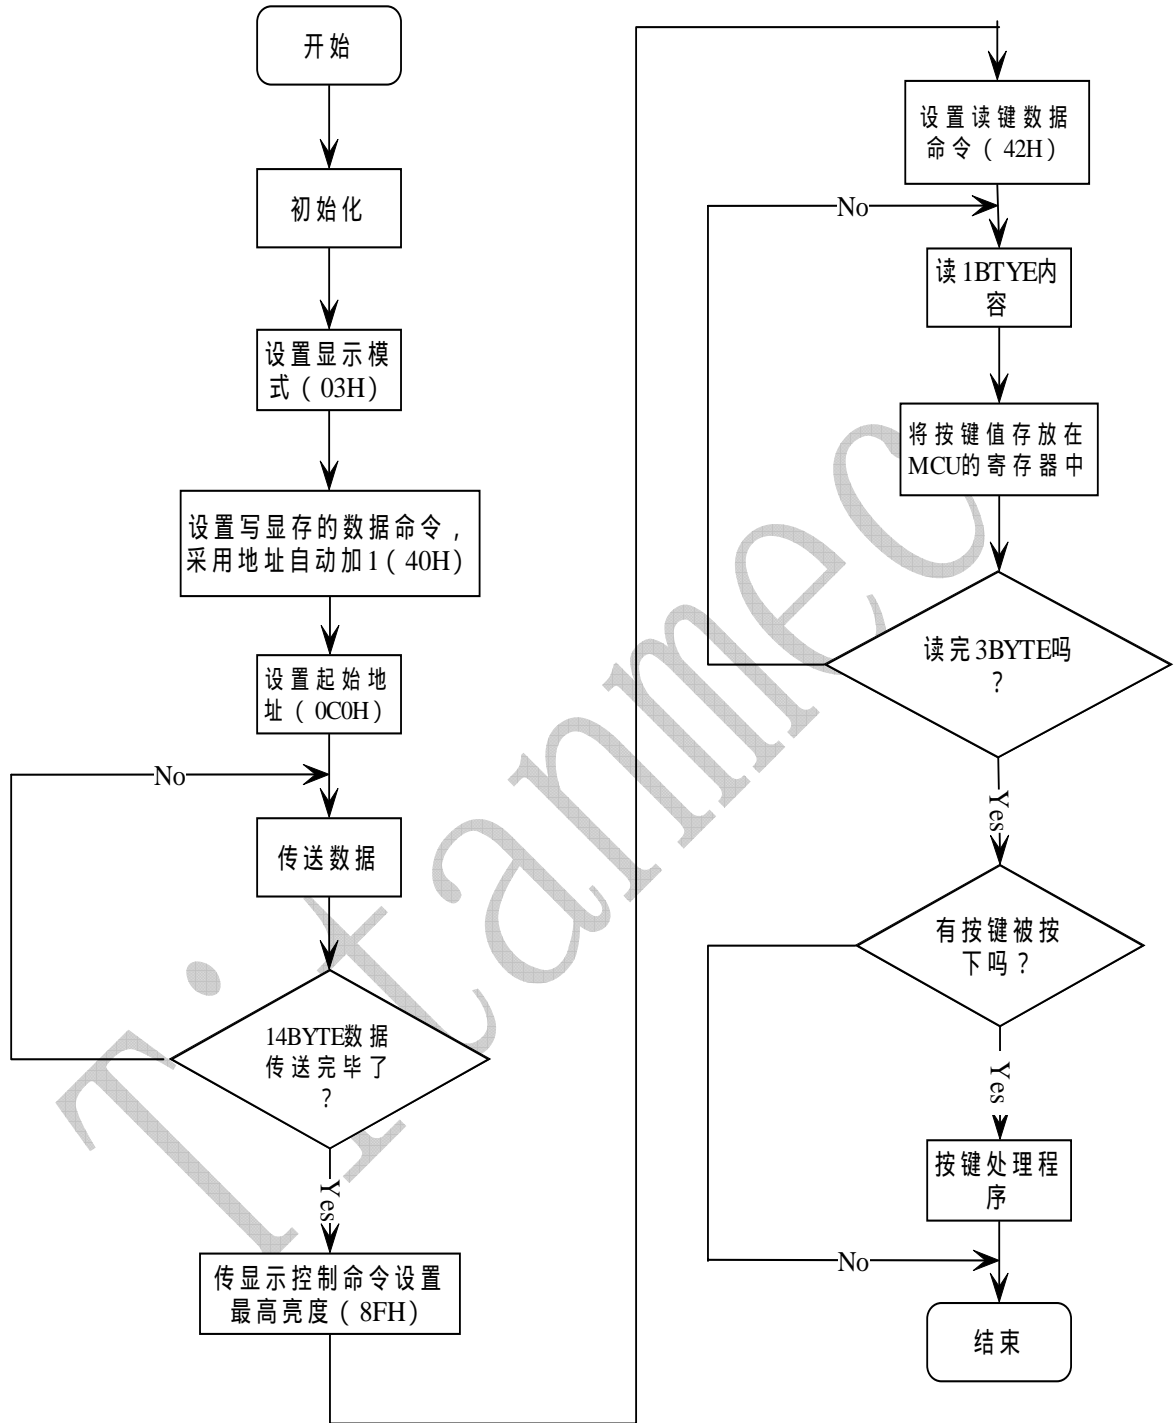 开始
初始化
设置显示模
式（03H）
设置写显存的数据命令，
采用地址自动加1（40H）
设置起始地
址（0C0H）
No
传送数据
14BYTE数据
传送完毕了
？
Yes
传显示控制命令设置
最高亮度（8FH）
设置读键数据
命令（42H）
No
读1BTYE内
容
将按键值存放在
MCU的寄存器中
读完3BYTE吗
？
Yes
有按键被按
下吗？
Yes
按键处理程
序
No
结束
Titanmec